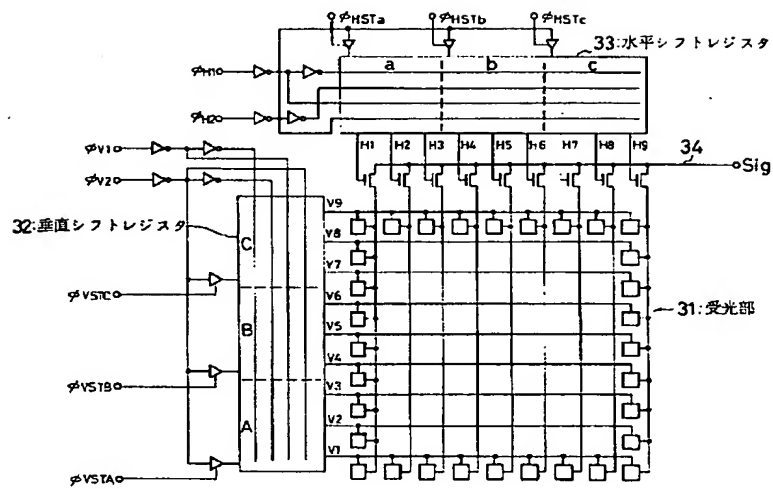 φHSTa φHSTb φHSTc
33:水平シフトレジスタ
a b c
φH1
φH2
H1 H2 H3 H4 H5 H6 H7 H8 H9
34
Sig
φV1
φV2
32:垂直シフトレジスタ
C
B
A
φVSTC
φVSTB
φVSTA
V9
V8
V7
V6
V5
V4
V3
V2
V1
31:受光部